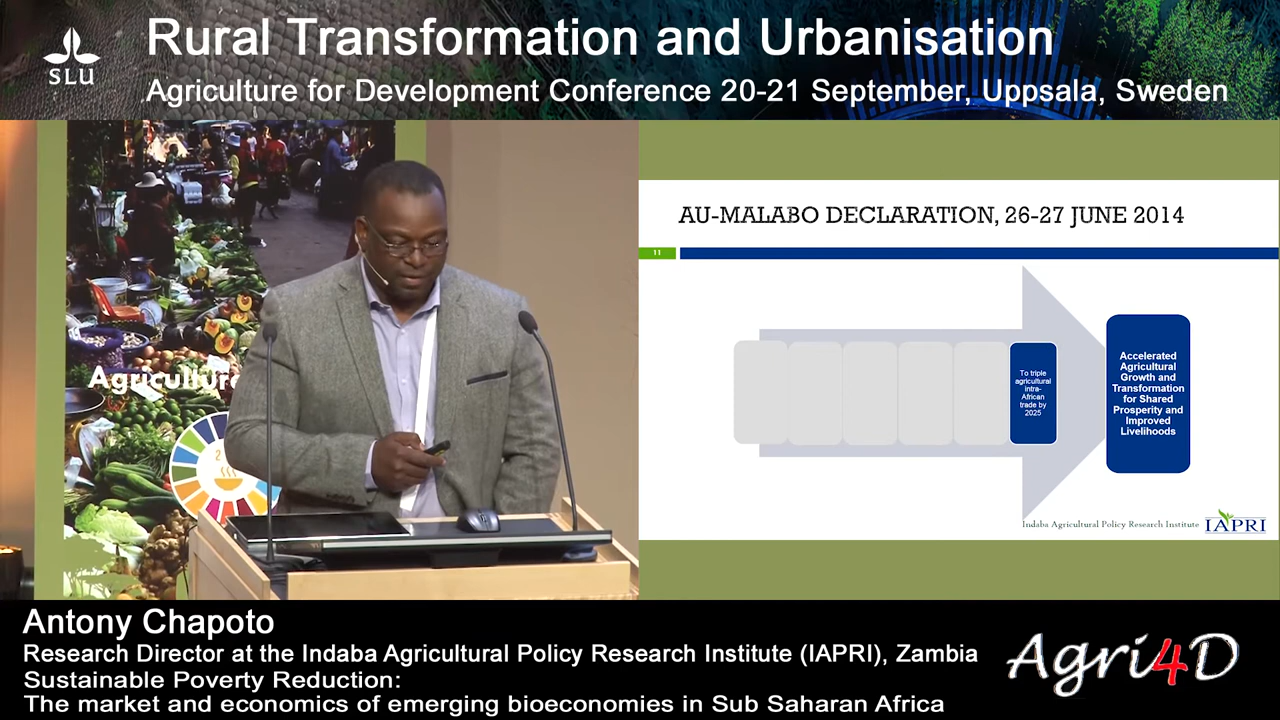 SLU
Rural Transformation and Urbanisation
Agriculture for Development Conference 20-21 September, Uppsala, Sweden
Agriculture
2
AU-MALABO DECLARATION, 26-27 JUNE 2014
11
To triple
agricultural
intra-
African
trade by
2025
Accelerated
Agricultural
Growth and
Transformation
for Shared
Prosperity and
Improved
Livelihoods
Indaba Agricultural Policy Research Institute
IAPRI
Antony Chapoto
Research Director at the Indaba Agricultural Policy Research Institute (IAPRI), Zambia
Sustainable Poverty Reduction:
The market and economics of emerging bioeconomies in Sub Saharan Africa
Agri4D